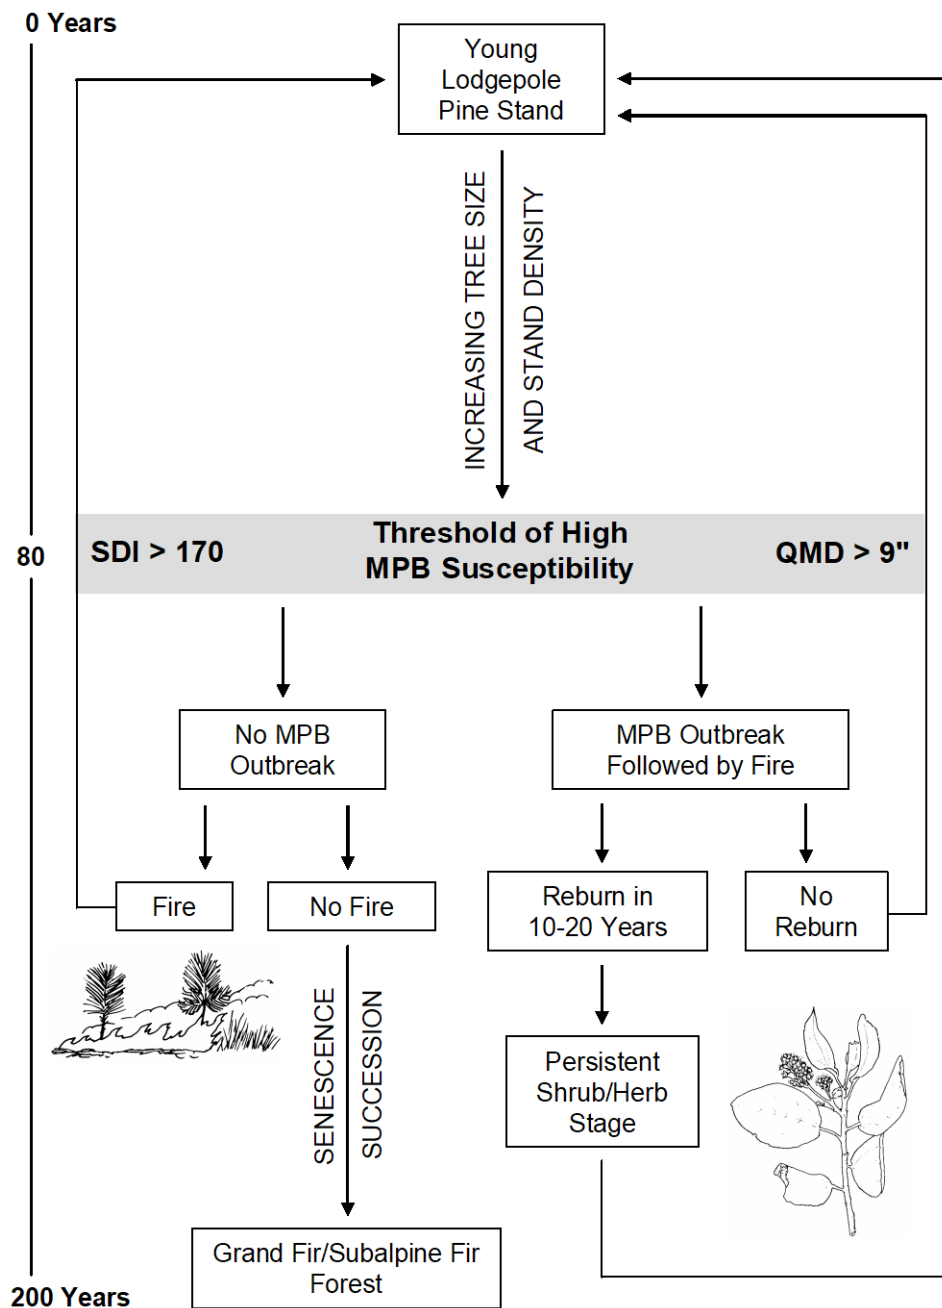 0 Years
Young
Lodgepole
Pine Stand
INCREASING TREE SIZE
AND STAND DENSITY
80
SDI > 170
Threshold of High
MPB Susceptibility
QMD > 9"
No MPB
Outbreak
MPB Outbreak
Followed by Fire
Fire
No Fire
Reburn in
10-20 Years
No
Reburn
SENESCENCE
SUCCESSION
Persistent
Shrub/Herb
Stage
Grand Fir/Subalpine Fir
Forest
200 Years